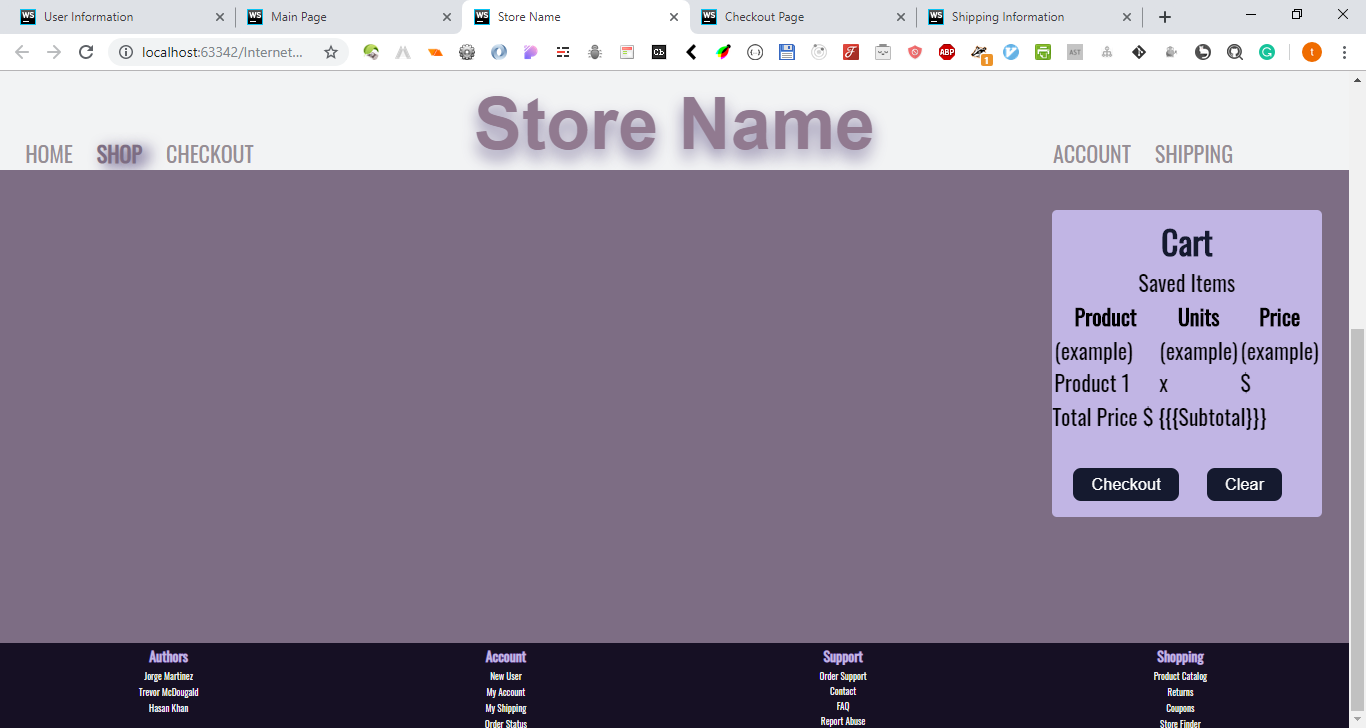 User Information
Main Page
Store Name
Checkout Page
Shipping Information
localhost:63342/Internet...
Store Name
HOME SHOP CHECKOUT
ACCOUNT SHIPPING
Cart
Saved Items
Product Units Price
(example) (example) (example)
Product 1 x $
Total Price $ {{{Subtotal}}}
Checkout Clear
Authors
Jorge Martinez
Trevor McDougald
Hasan Khan
Account
New User
My Account
My Shipping
Order Status
Support
Order Support
Contact
FAQ
Report Abuse
Shopping
Product Catalog
Returns
Coupons
Store Finder